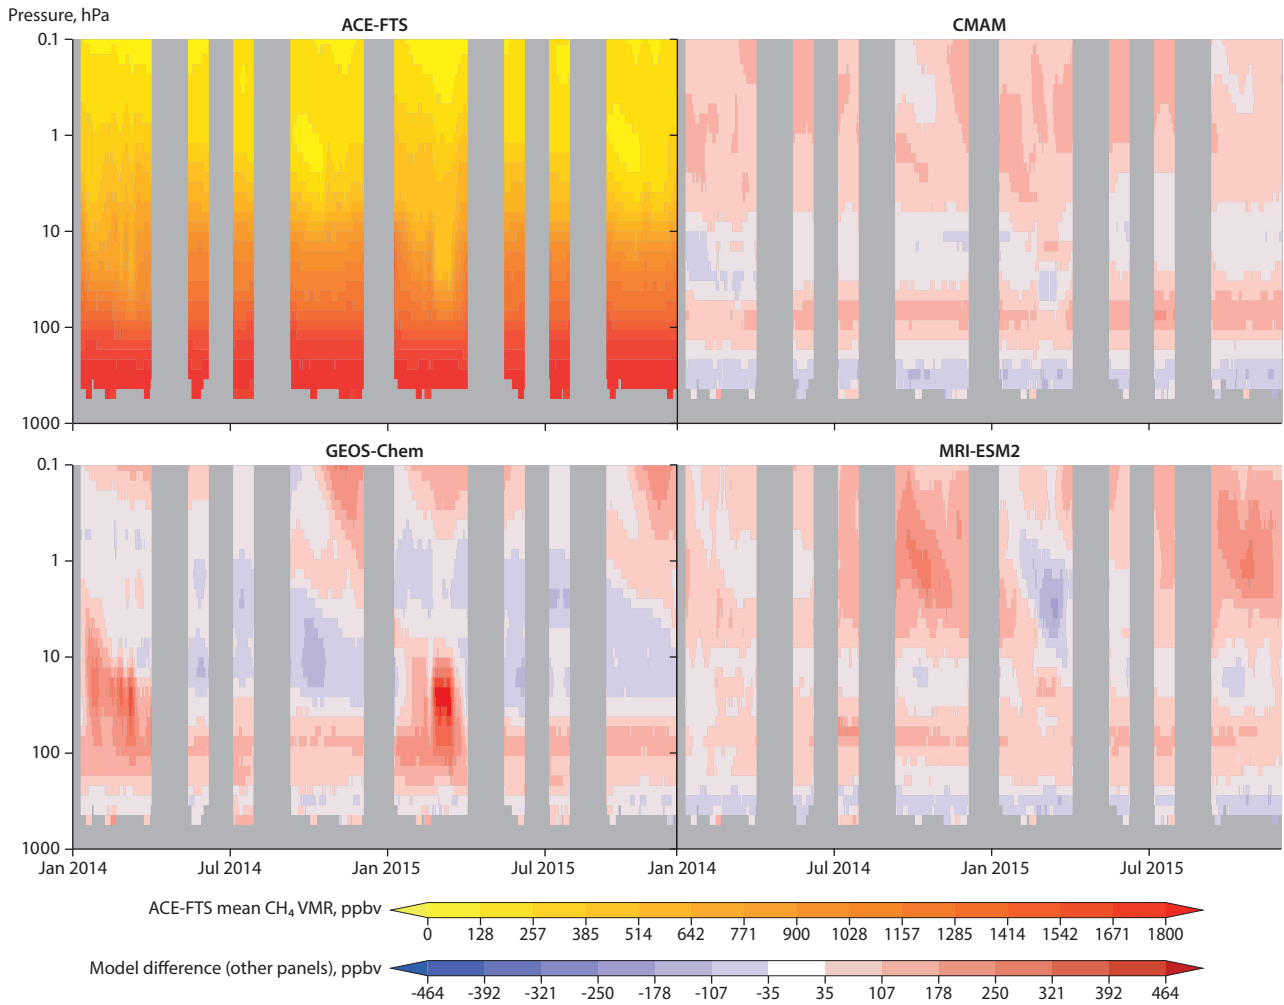 Pressure, hPa
ACE-FTS
CMAM
0.1
1
10
100
1000
GEOS-Chem
MRI-ESM2
0.1
1
10
100
1000
Jan 2014
Jul 2014
Jan 2015
Jul 2015
Jan 2014
Jul 2014
Jan 2015
Jul 2015
ACE-FTS mean CH₄ VMR, ppbv
0 128 257 385 514 642 771 900 1028 1157 1285 1414 1542 1671 1800
Model difference (other panels), ppbv
-464 -392 -321 -250 -178 -107 -35 35 107 178 250 321 392 464